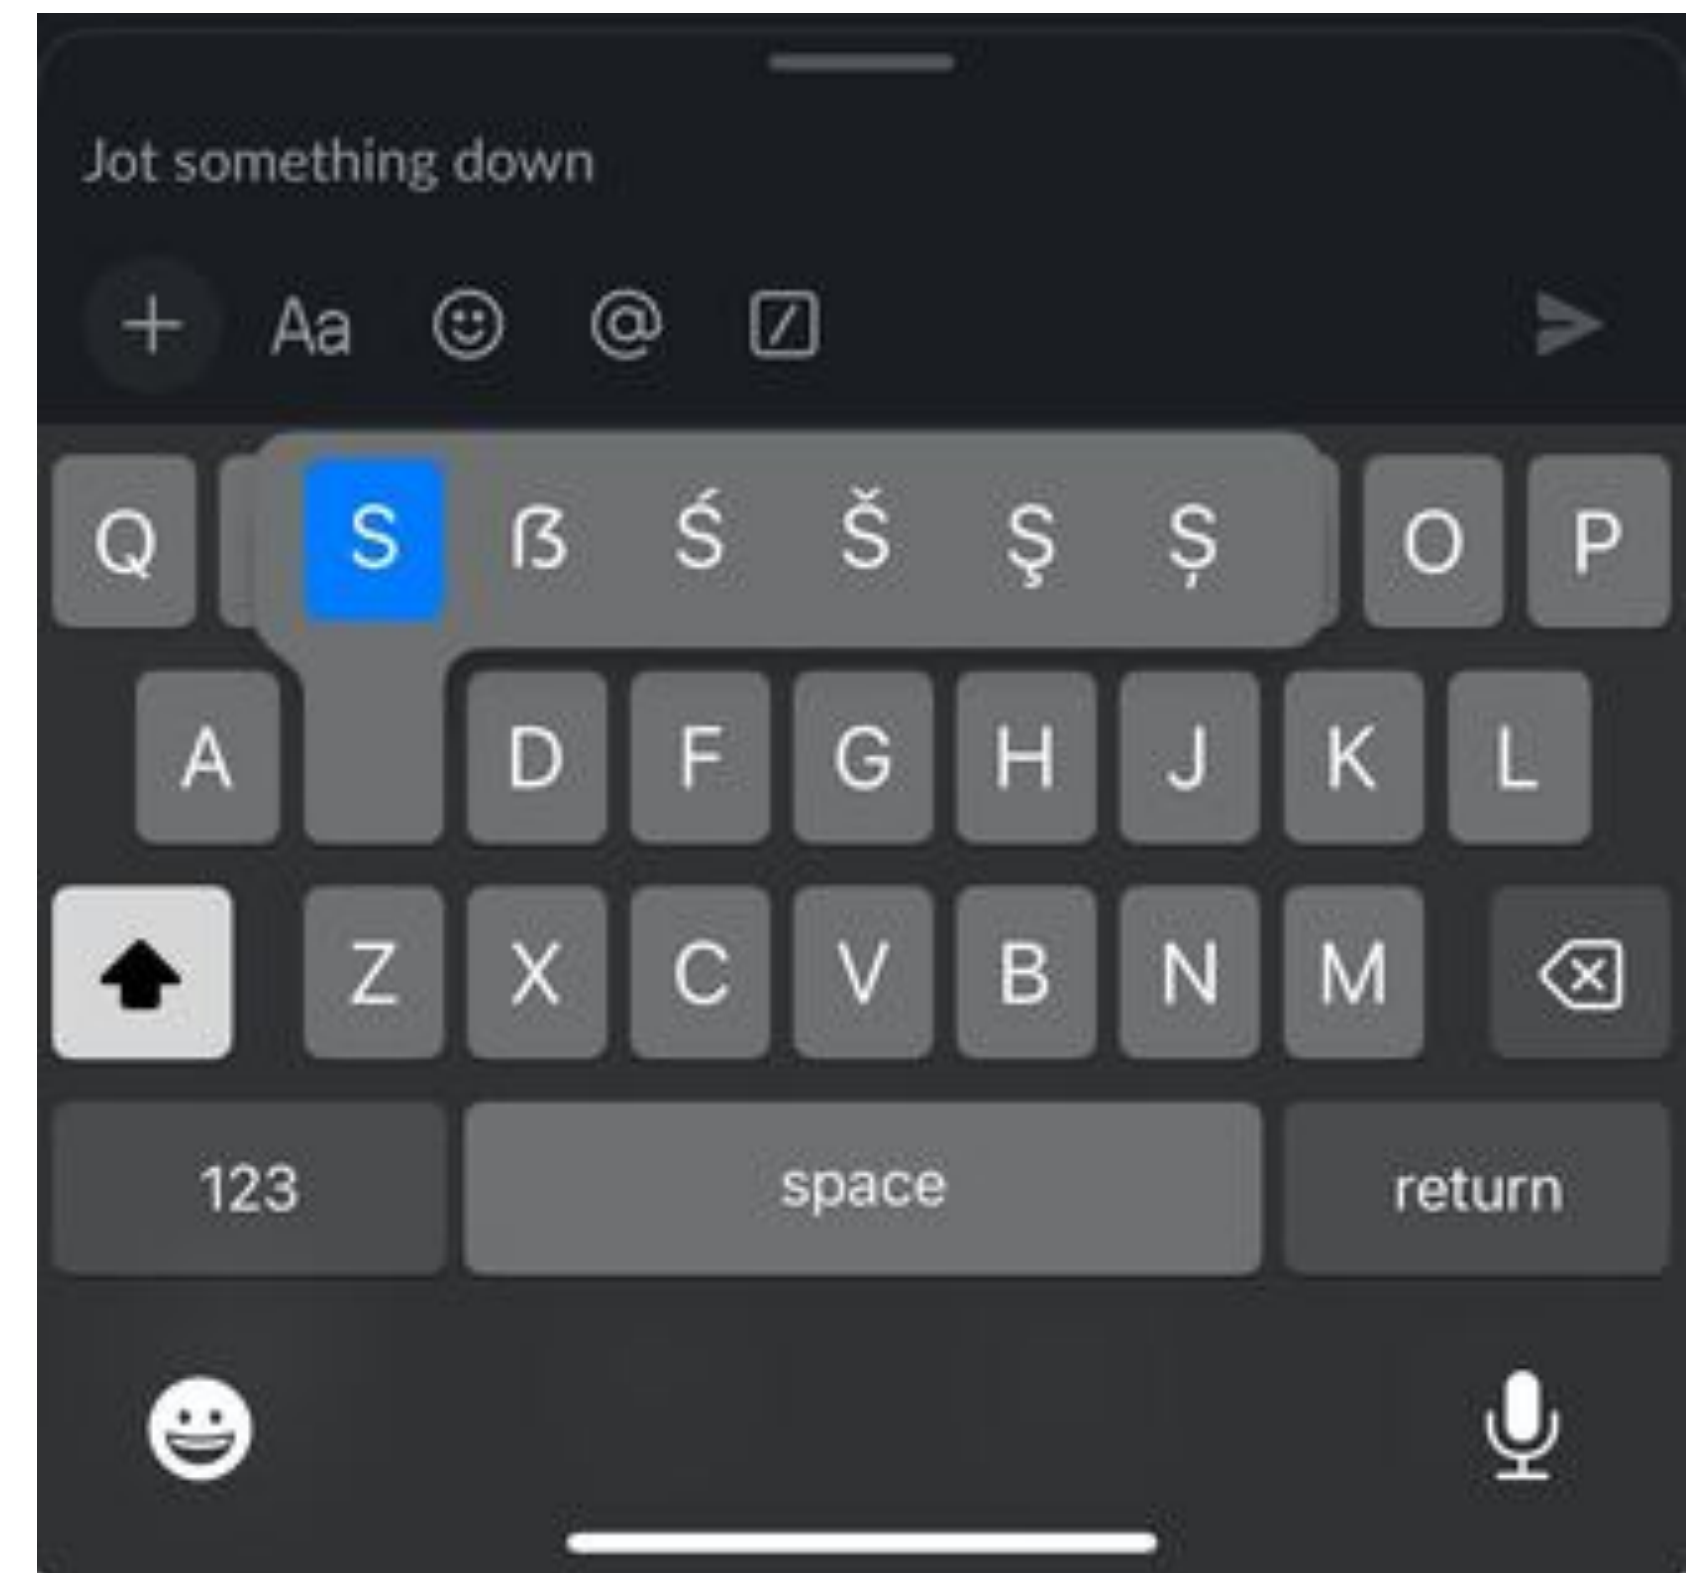 Jot something down
+ Aa @ /
Q S ẞ Ś Š Ş Ș O P
A D F G H J K L
Z X C V B N M
123 space return